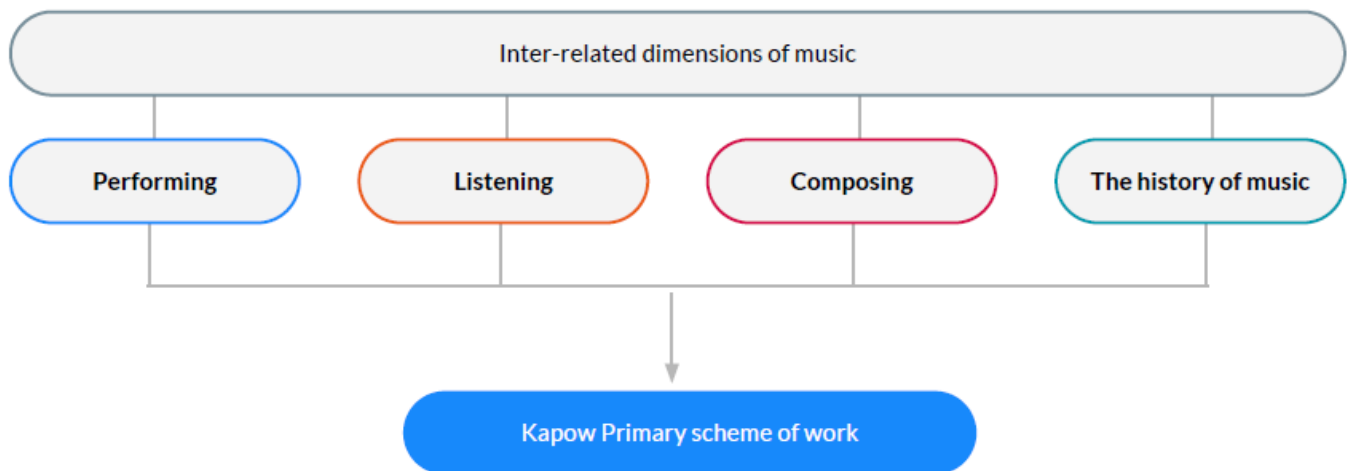 Inter-related dimensions of music
Performing
Listening
Composing
The history of music
Kapow Primary scheme of work